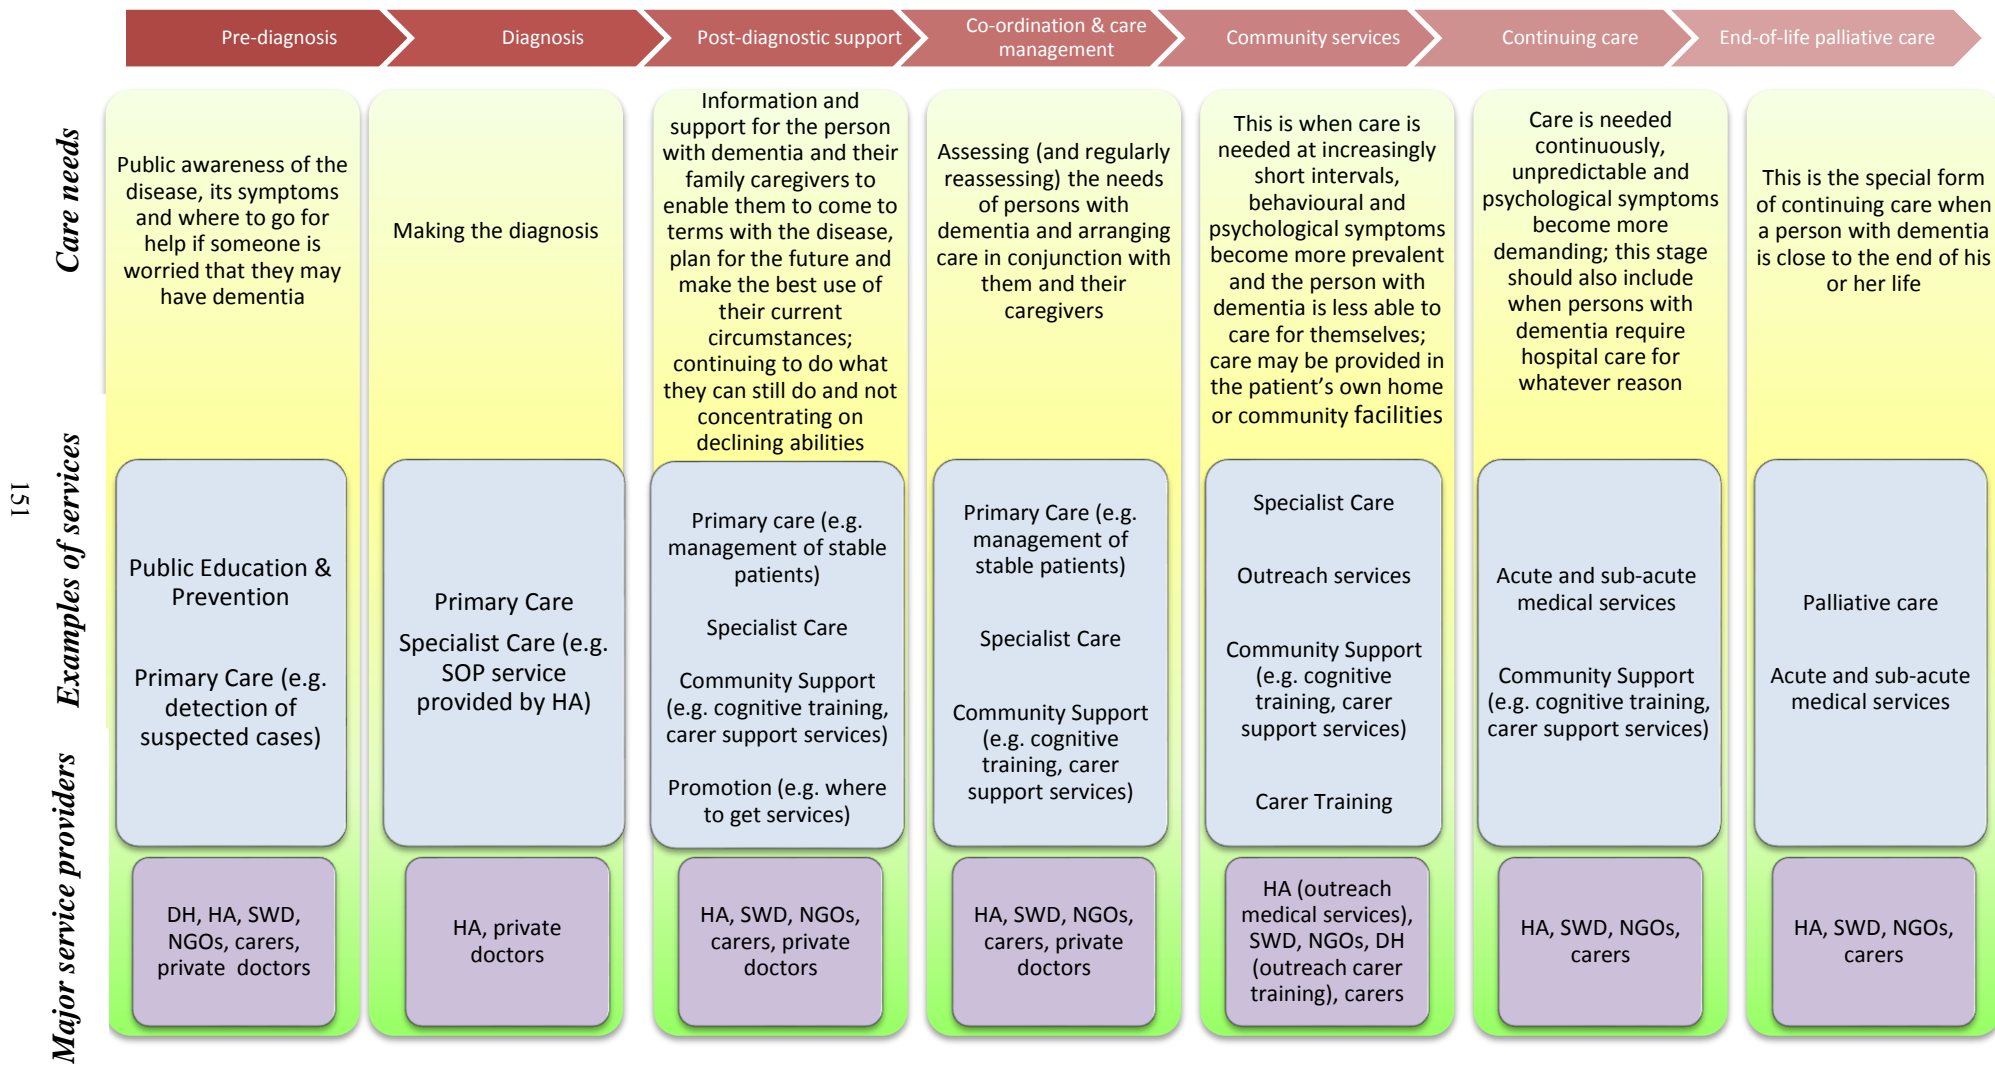 Pre-diagnosis
Diagnosis
Post-diagnostic support
Co-ordination & care
management
Community services
Continuing care
End-of-life palliative care
Care needs
Public awareness of the
disease, its symptoms
and where to go for
help if someone is
worried that they may
have dementia
Making the diagnosis
Information and
support for the person
with dementia and their
family caregivers to
enable them to come to
terms with the disease,
plan for the future and
make the best use of
their current
circumstances;
continuing to do what
they can still do and not
concentrating on
declining abilities
Assessing (and regularly
reassessing) the needs
of persons with
dementia and arranging
care in conjunction with
them and their
caregivers
This is when care is
needed at increasingly
short intervals,
behavioural and
psychological symptoms
become more prevalent
and the person with
dementia is less able to
care for themselves;
care may be provided in
the patient’s own home
or community facilities
Care is needed
continuously,
unpredictable and
psychological symptoms
become more
demanding; this stage
should also include
when persons with
dementia require
hospital care for
whatever reason
This is the special form
of continuing care when
a person with dementia
is close to the end of his
or her life
151
Examples of services
Public Education &
Prevention
Primary Care (e.g.
detection of
suspected cases)
Primary Care
Specialist Care (e.g.
SOP service
provided by HA)
Primary care (e.g.
management of stable
patients)
Specialist Care
Community Support
(e.g. cognitive training,
carer support services)
Promotion (e.g. where
to get services)
Primary Care (e.g.
management of
stable patients)
Specialist Care
Community Support
(e.g. cognitive
training, carer
support services)
Specialist Care
Outreach services
Community Support
(e.g. cognitive
training, carer
support services)
Carer Training
Acute and sub-acute
medical services
Community Support
(e.g. cognitive training,
carer support services)
Palliative care
Acute and sub-acute
medical services
Major service providers
DH, HA, SWD,
NGOs, carers,
private doctors
HA, private
doctors
HA, SWD, NGOs,
carers, private
doctors
HA, SWD, NGOs,
carers, private
doctors
HA (outreach
medical services),
SWD, NGOs, DH
(outreach carer
training), carers
HA, SWD, NGOs,
carers
HA, SWD, NGOs,
carers